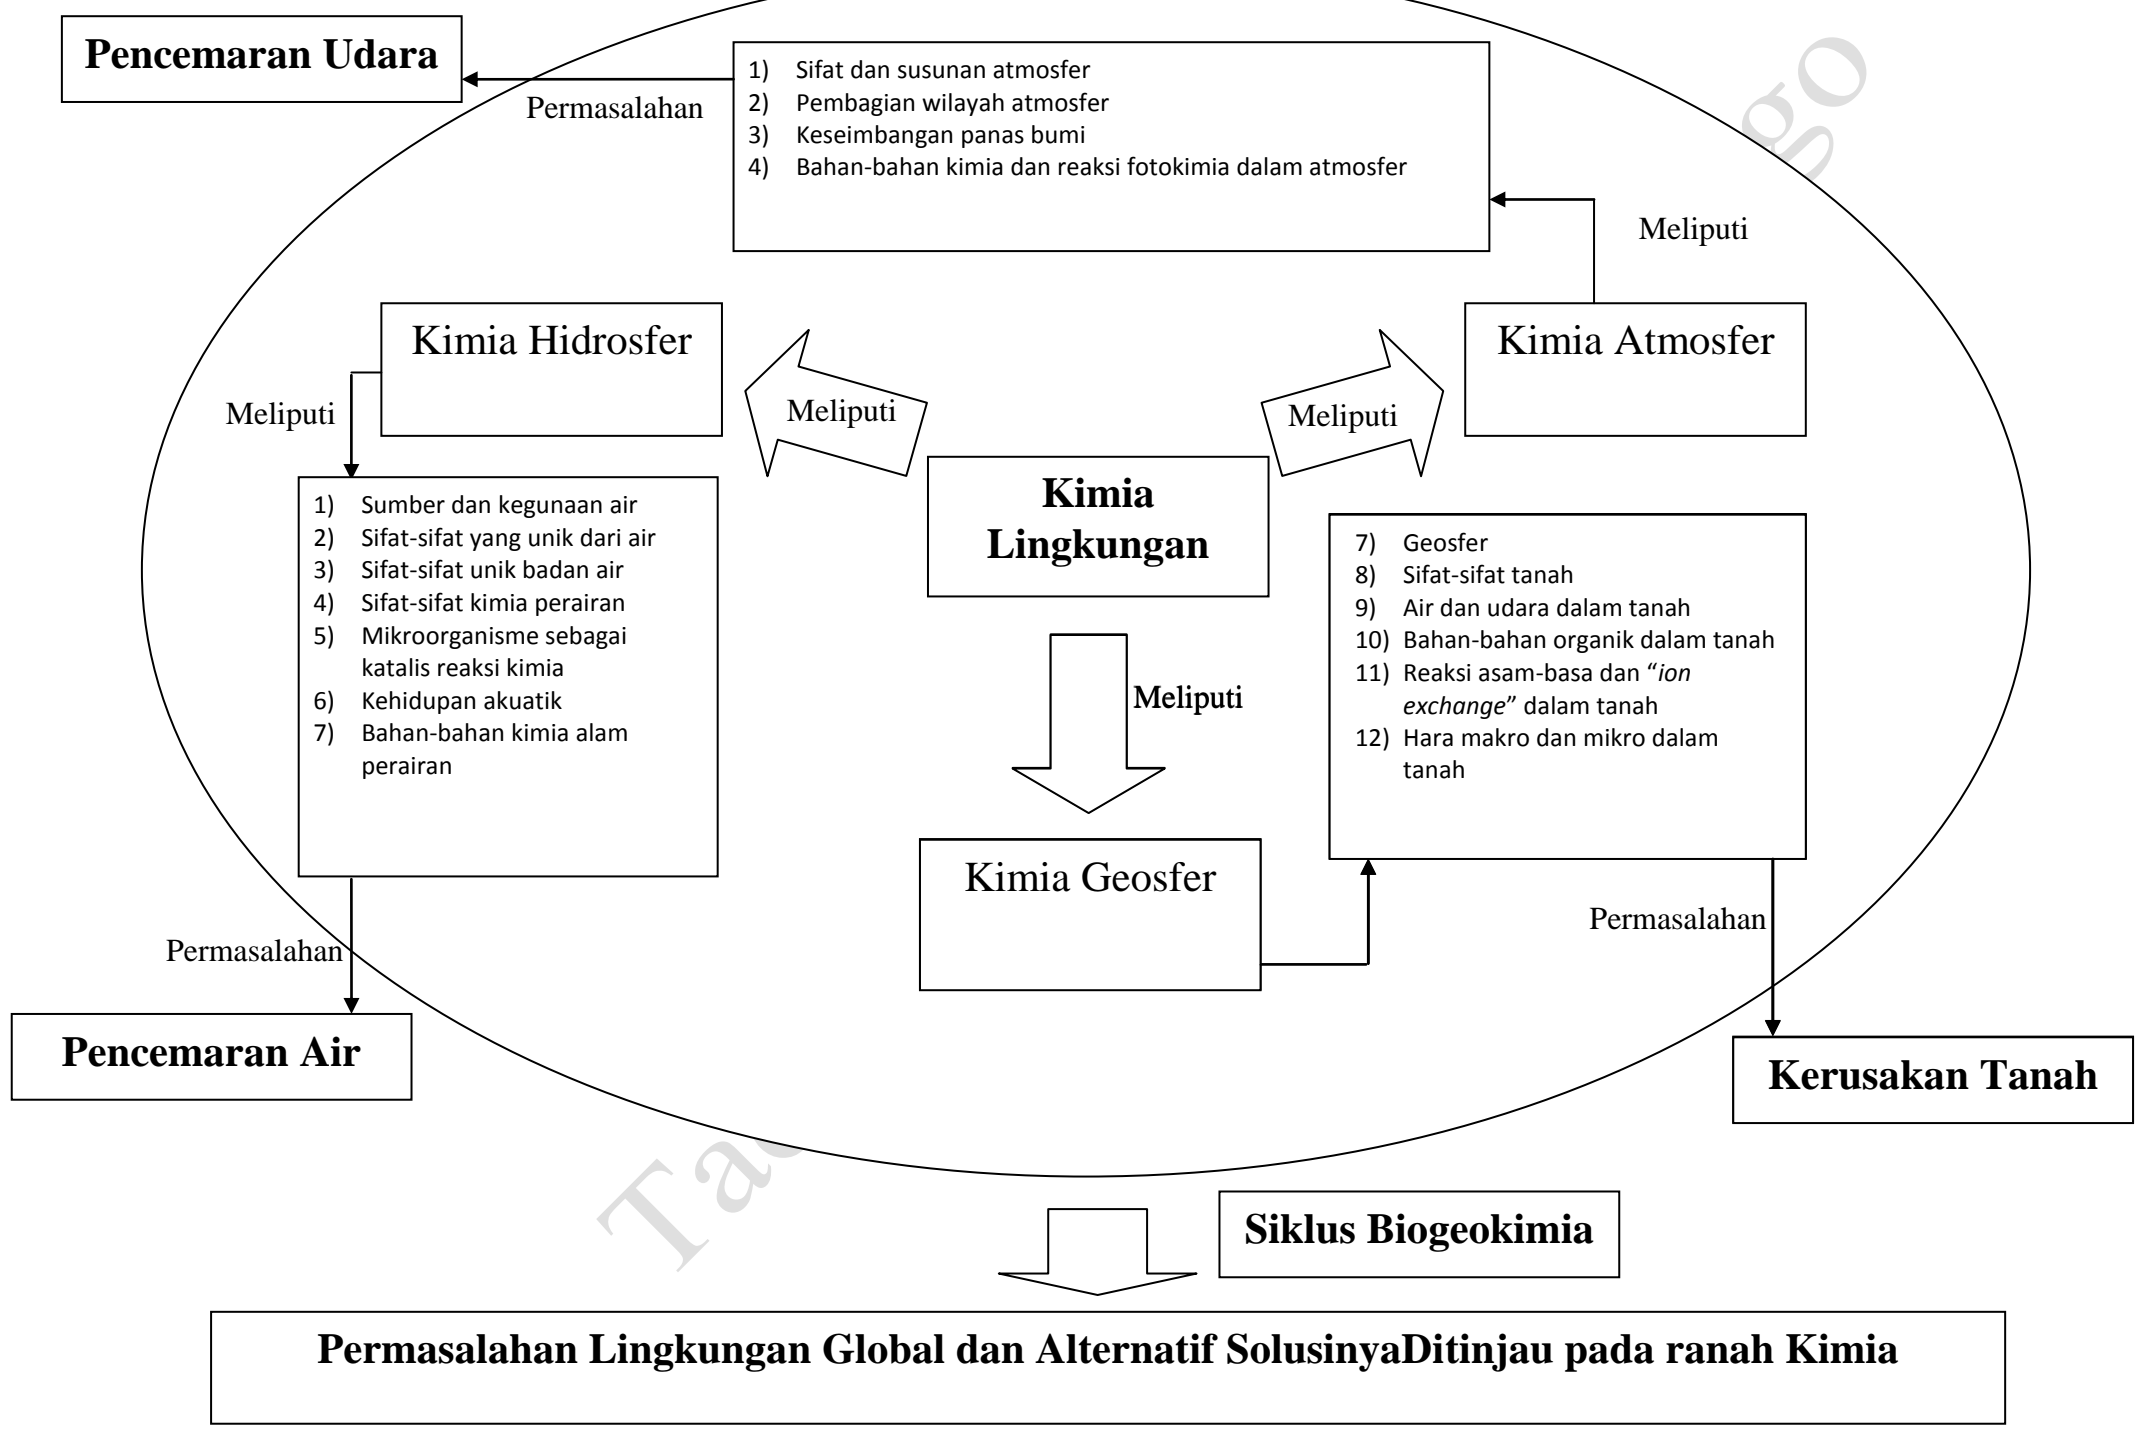 Pencemaran Udara
Permasalahan
1) Sifat dan susunan atmosfer
2) Pembagian wilayah atmosfer
3) Keseimbangan panas bumi
4) Bahan-bahan kimia dan reaksi fotokimia dalam atmosfer
Meliputi
Kimia Hidrosfer
Kimia Atmosfer
Meliputi
Meliputi
Meliputi
Kimia
Lingkungan
1) Sumber dan kegunaan air
2) Sifat-sifat yang unik dari air
3) Sifat-sifat unik badan air
4) Sifat-sifat kimia perairan
5) Mikroorganisme sebagai
katalis reaksi kimia
6) Kehidupan akuatik
7) Bahan-bahan kimia alam
perairan
7) Geosfer
8) Sifat-sifat tanah
9) Air dan udara dalam tanah
10) Bahan-bahan organik dalam tanah
11) Reaksi asam-basa dan “ion
exchange” dalam tanah
12) Hara makro dan mikro dalam
tanah
Meliputi
Kimia Geosfer
Permasalahan
Permasalahan
Pencemaran Air
Kerusakan Tanah
Siklus Biogeokimia
Permasalahan Lingkungan Global dan Alternatif SolusinyaDitinjau pada ranah Kimia